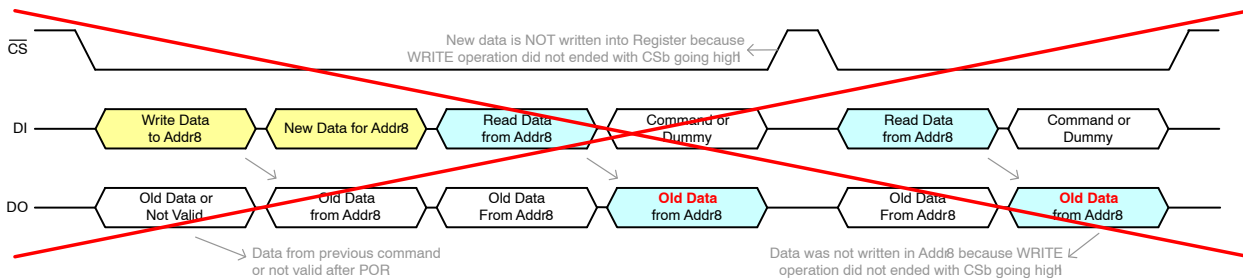 CS
New data is NOT written into Register because
WRITE operation did not ended with CSb going high
DI
Write Data
to Addr8
New Data for Addr8
Read Data
from Addr8
Command or
Dummy
Read Data
from Addr8
Command or
Dummy
DO
Old Data or
Not Valid
Old Data
from Addr8
Old Data
From Addr8
Old Data
from Addr8
Old Data
From Addr8
Old Data
from Addr8
Data from previous command
or not valid after POR
Data was not written in Addr8 because WRITE
operation did not ended with CSb going high